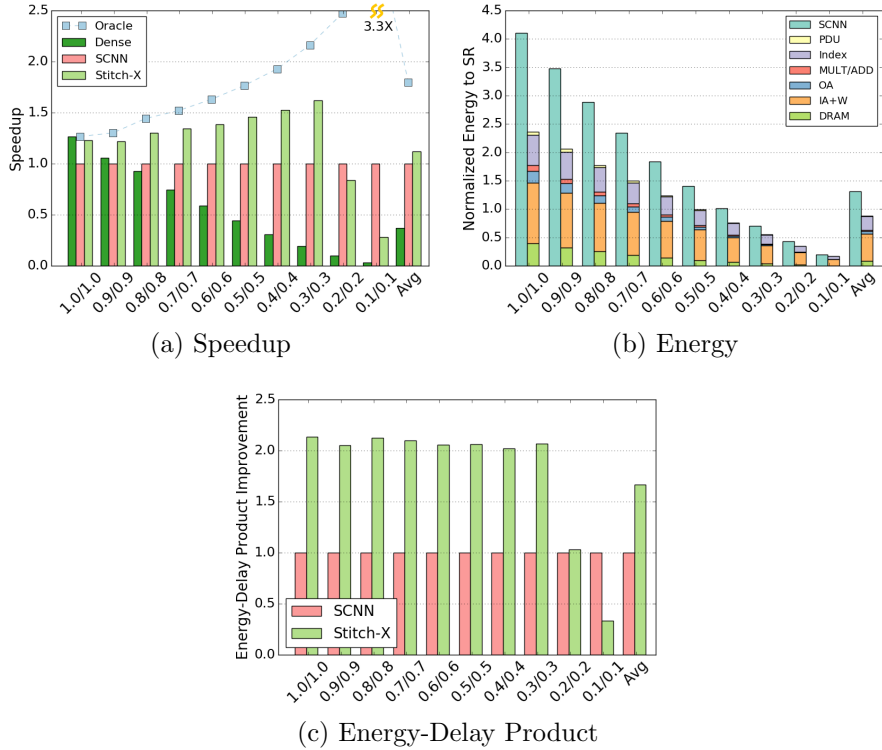 2.5
2.0
1.5
1.0
0.5
0.0
Speedup
Oracle
Dense
SCNN
Stitch-X
3.3X
1.0/1.0
0.9/0.9
0.8/0.8
0.7/0.7
0.6/0.6
0.5/0.5
0.4/0.4
0.3/0.3
0.2/0.2
0.1/0.1
Avg
(a) Speedup
4.5
4.0
3.5
3.0
2.5
2.0
1.5
1.0
0.5
0.0
Normalized Energy to SR
SCNN
PDU
Index
MULT/ADD
OA
IA+W
DRAM
1.0/1.0
0.9/0.9
0.8/0.8
0.7/0.7
0.6/0.6
0.5/0.5
0.4/0.4
0.3/0.3
0.2/0.2
0.1/0.1
Avg
(b) Energy
2.5
2.0
1.5
1.0
0.5
0.0
Energy-Delay Product Improvement
SCNN
Stitch-X
1.0/1.0
0.9/0.9
0.8/0.8
0.7/0.7
0.6/0.6
0.5/0.5
0.4/0.4
0.3/0.3
0.2/0.2
0.1/0.1
Avg
(c) Energy-Delay Product